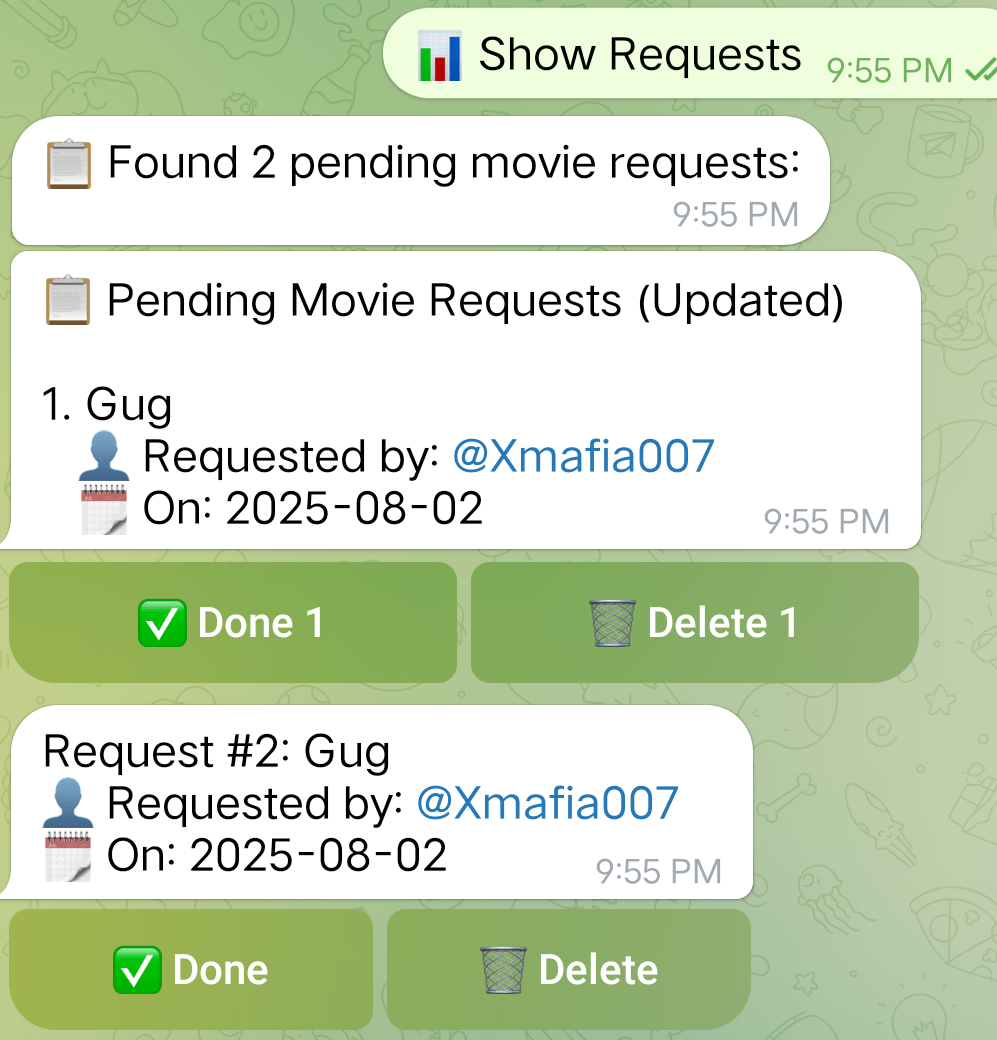 Show Requests
9:55 PM
Found 2 pending movie requests:
9:55 PM
Pending Movie Requests (Updated)
1. Gug
Requested by: @Xmafia007
On: 2025-08-02
9:55 PM
Done 1
Delete 1
Request #2: Gug
Requested by: @Xmafia007
On: 2025-08-02
9:55 PM
Done
Delete